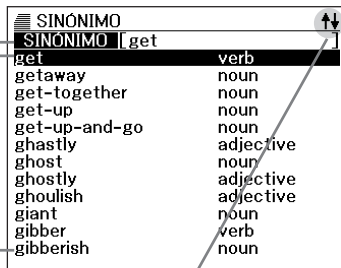 SINÓNIMO
SINÓNIMO [get ]
get verb
getaway noun
get-together noun
get-up noun
get-up-and-go noun
ghastly adjective
ghost noun
ghostly adjective
ghoulish adjective
giant noun
gibber verb
gibberish noun